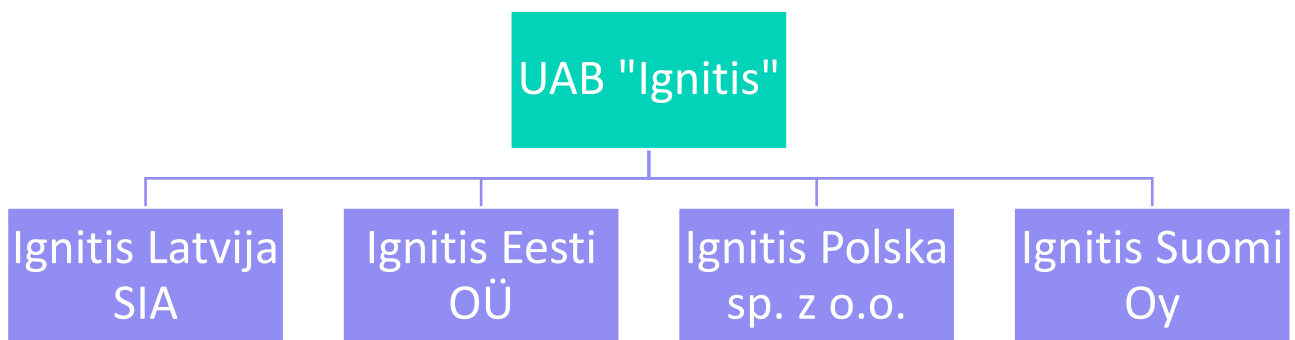 UAB "Ignitis"
Ignitis Latvija
SIA
Ignitis Eesti
OÜ
Ignitis Polska
sp. z o.o.
Ignitis Suomi
Oy